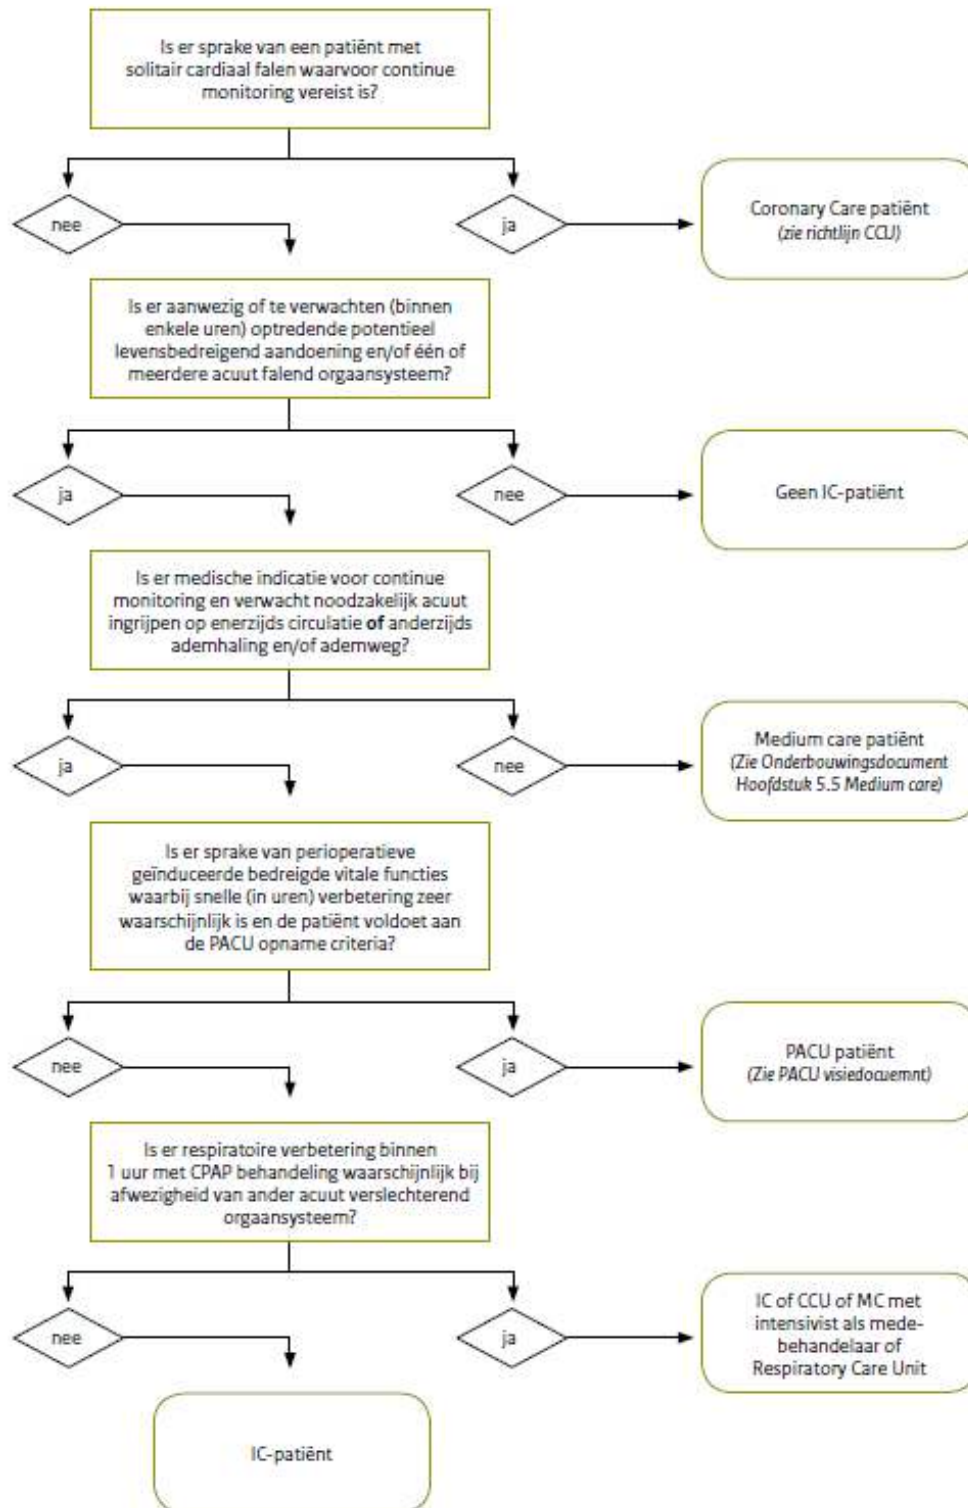 Is er sprake van een patiënt met
solitair cardiaal falen waarvoor continue
monitoring vereist is?
nee
ja
Coronary Care patiënt
(zie richtlijn CCU)
Is er aanwezig of te verwachten (binnen
enkele uren) optredende potentieel
levensbedreigend aandoening en/of één of
meerdere acuut falend orgaansysteem?
ja
nee
Geen IC-patiënt
Is er medische indicatie voor continue
monitoring en verwacht noodzakelijk acuut
ingrijpen op enerzijds circulatie of anderzijds
ademhaling en/of ademweg?
ja
nee
Medium care patiënt
(Zie Onderbouwingsdocument
Hoofdstuk 5.5 Medium care)
Is er sprake van perioperatieve
geïnduceerde bedreigde vitale functies
waarbij snelle (in uren) verbetering zeer
waarschijnlijk is en de patiënt voldoet aan
de PACU opname criteria?
nee
ja
PACU patiënt
(Zie PACU visiedocuemnt)
Is er respiratoire verbetering binnen
1 uur met CPAP behandeling waarschijnlijk bij
afwezigheid van ander acuut verslechterend
orgaansysteem?
nee
ja
IC of CCU of MC met
intensivist als mede-
behandelaar of
Respiratory Care Unit
IC-patiënt